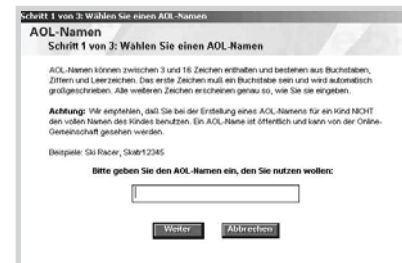 Schritt 1 von 3: Wählen Sie einen AOL-Namen
AOL-Namen
Schritt 1 von 3: Wählen Sie einen AOL-Namen
AOL-Namen können zwischen 3 und 16 Zeichen enthalten und bestehen aus Buchstaben,
Ziffern und Leerzeichen. Das erste Zeichen muß ein Buchstabe sein und wird automatisch
großgeschrieben. Alle weiteren Zeichen erscheinen genau so, wie Sie sie eingeben.
Achtung: Wir empfehlen, daß Sie bei der Erstellung eines AOL-Namens für ein Kind NICHT
den vollen Namen des Kindes benutzen. Ein AOL-Name ist öffentlich und kann von der Online-
Gemeinschaft gesehen werden.
Beispiele: Ski Racer, Skatr12345
Bitte geben Sie den AOL-Namen ein, den Sie nutzen wollen:
Weiter Abbrechen